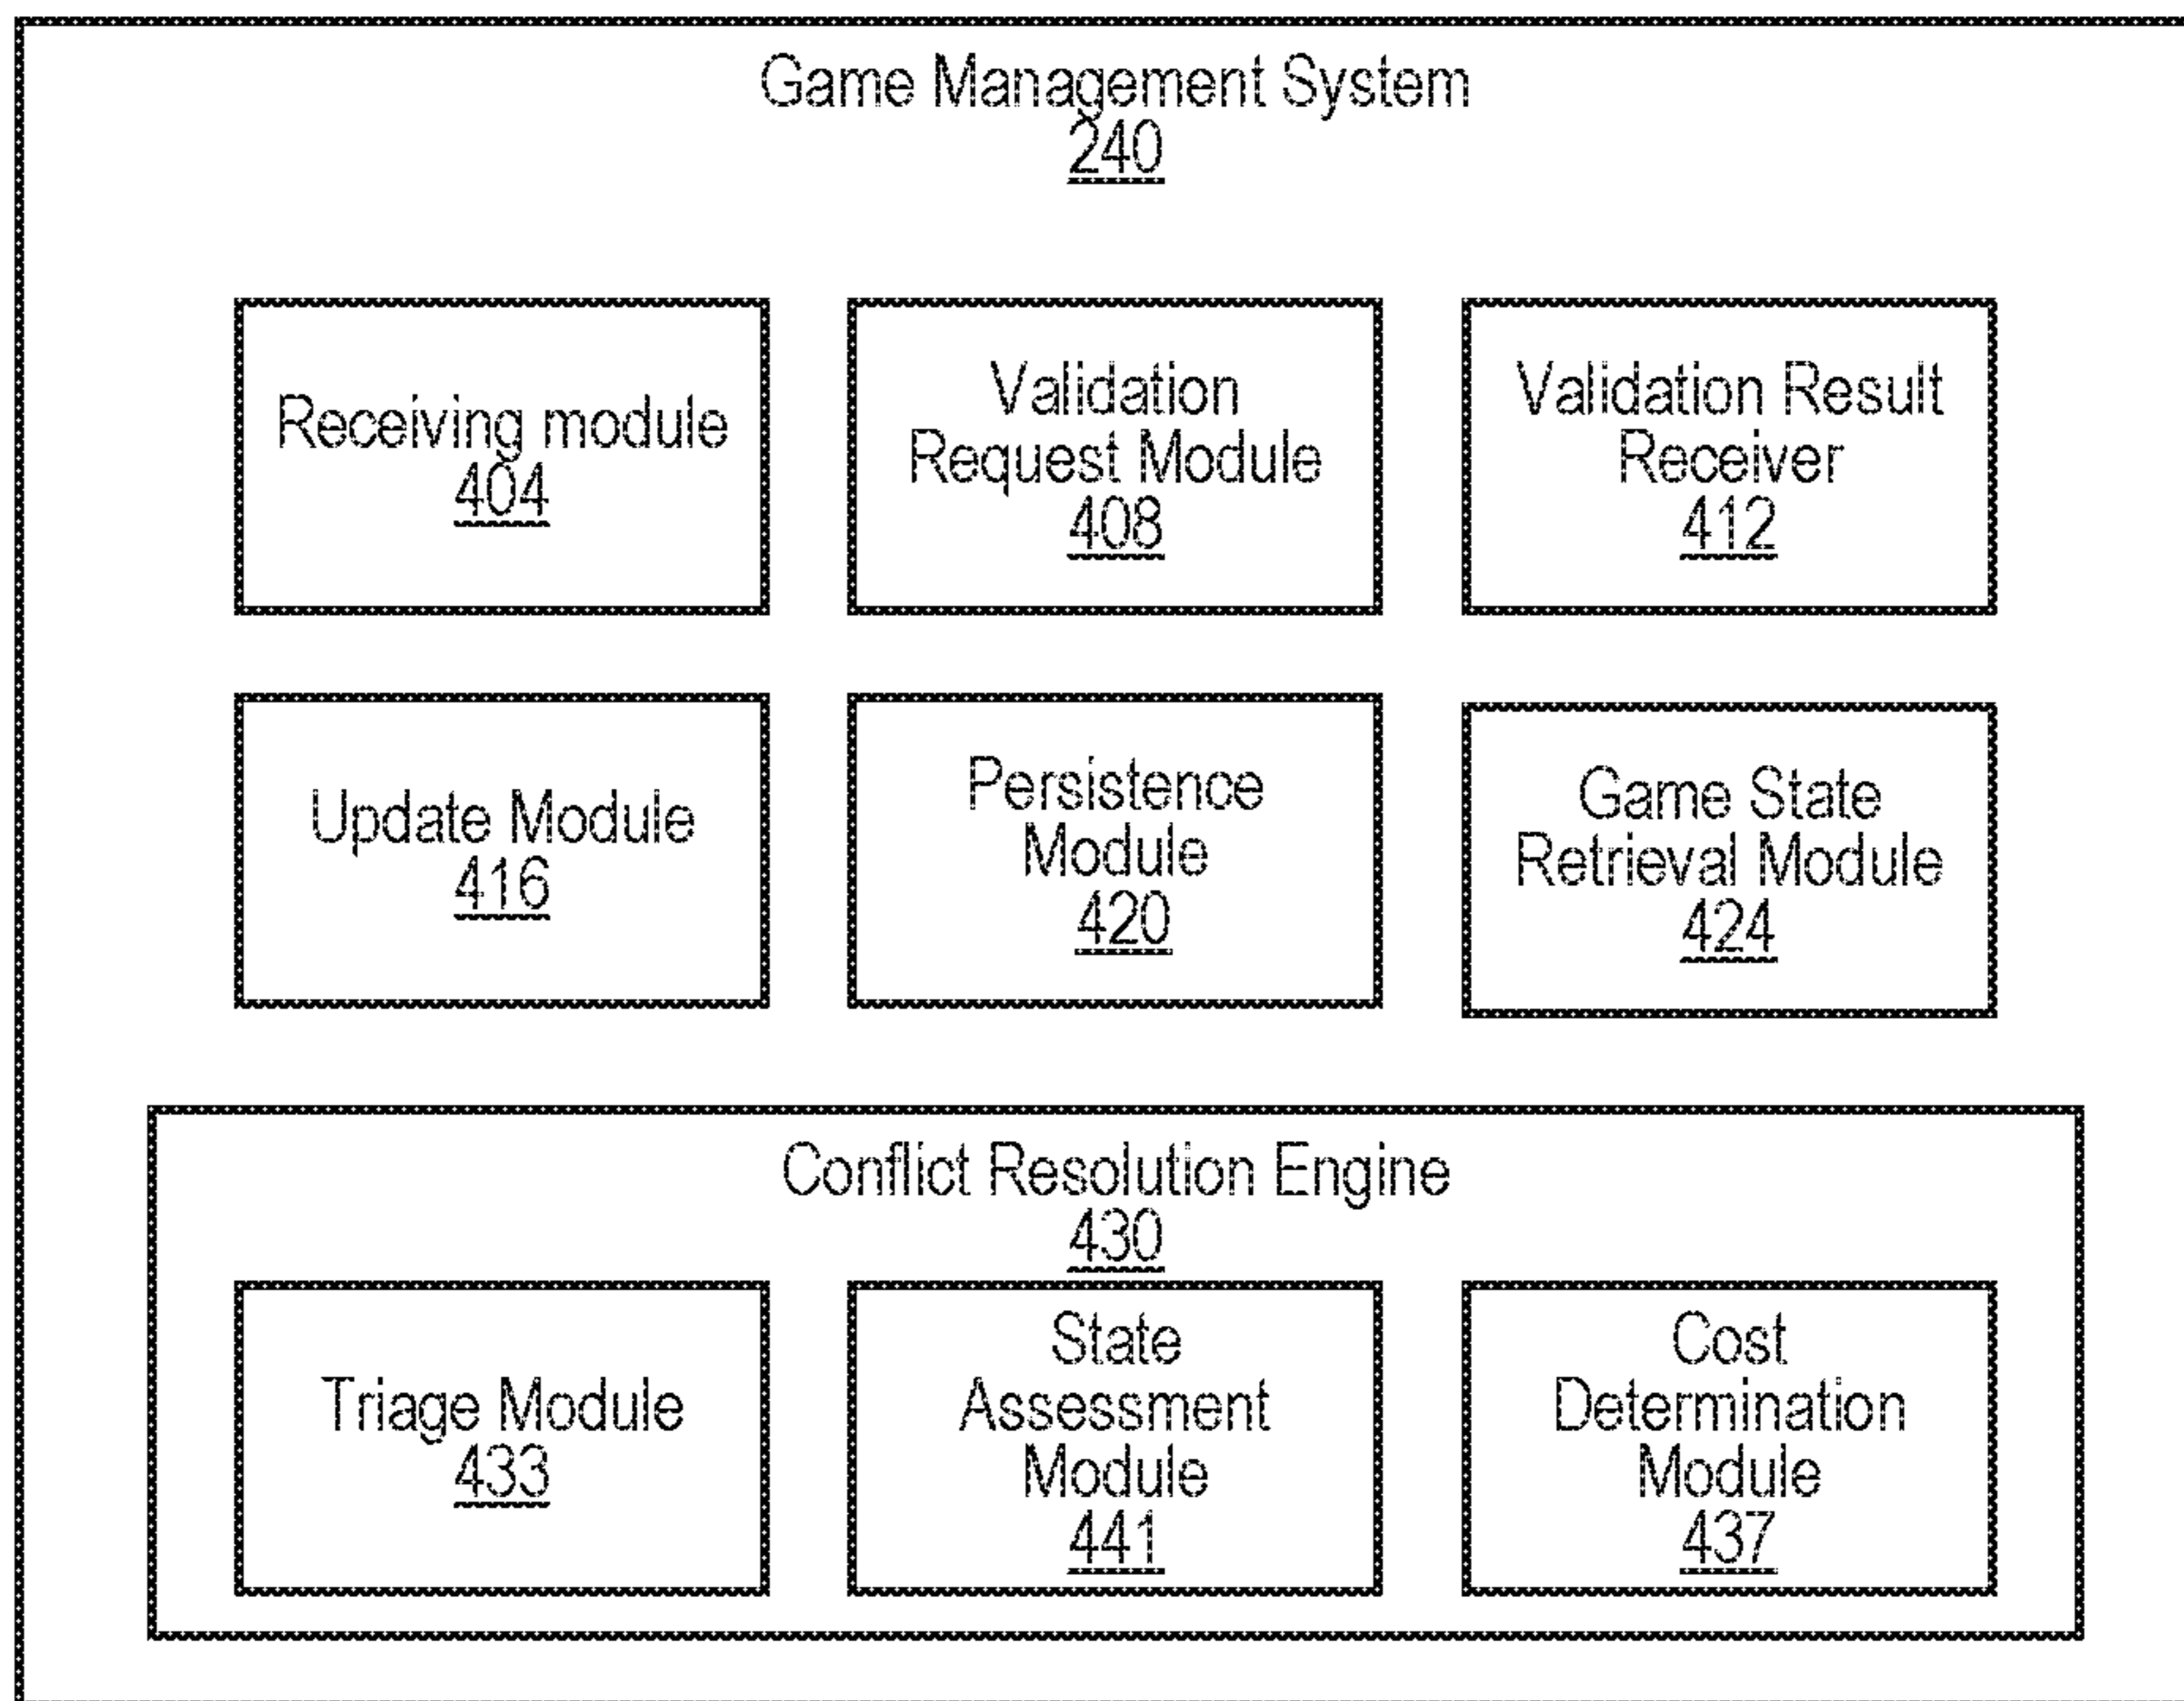 Game Management System
240
Receiving module
404
Validation
Request Module
408
Validation Result
Receiver
412
Update Module
416
Persistence
Module
420
Game State
Retrieval Module
424
Conflict Resolution Engine
430
Triage Module
433
State
Assessment
Module
441
Cost
Determination
Module
437